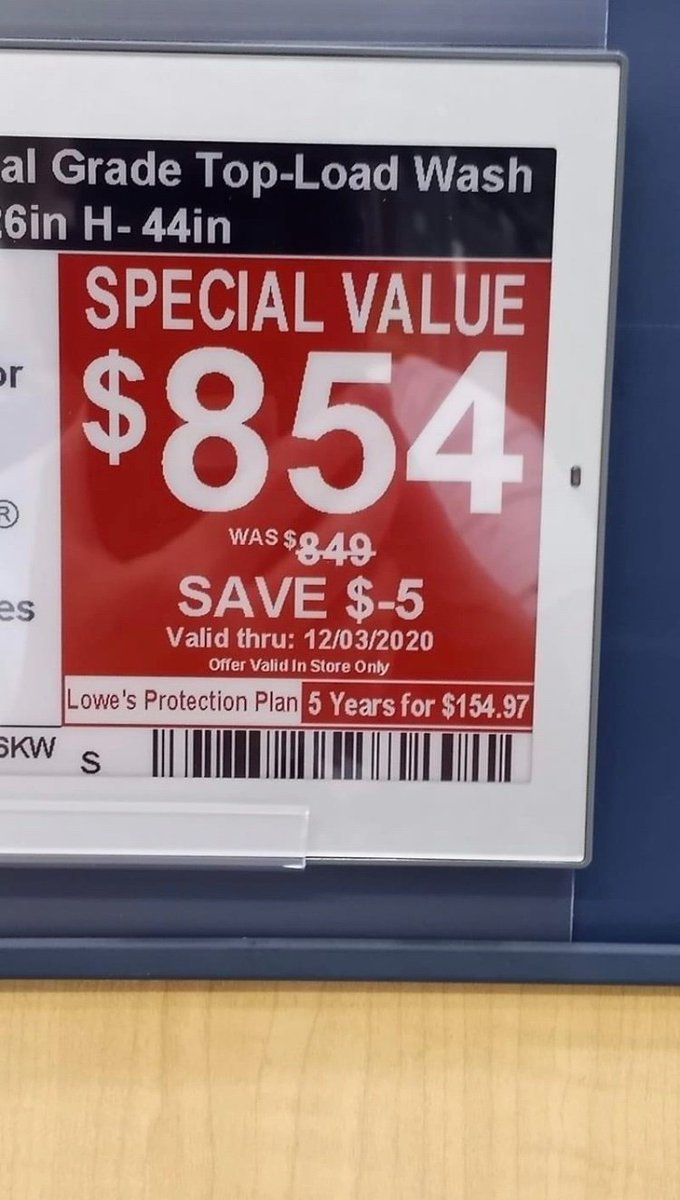 al Grade Top-Load Wash
6in H- 44in
SPECIAL VALUE
$854
or
WAS $849
®
SAVE $-5
es
Valid thru: 12/03/2020
Offer Valid In Store Only
Lowe's Protection Plan 5 Years for $154.97
6KW S